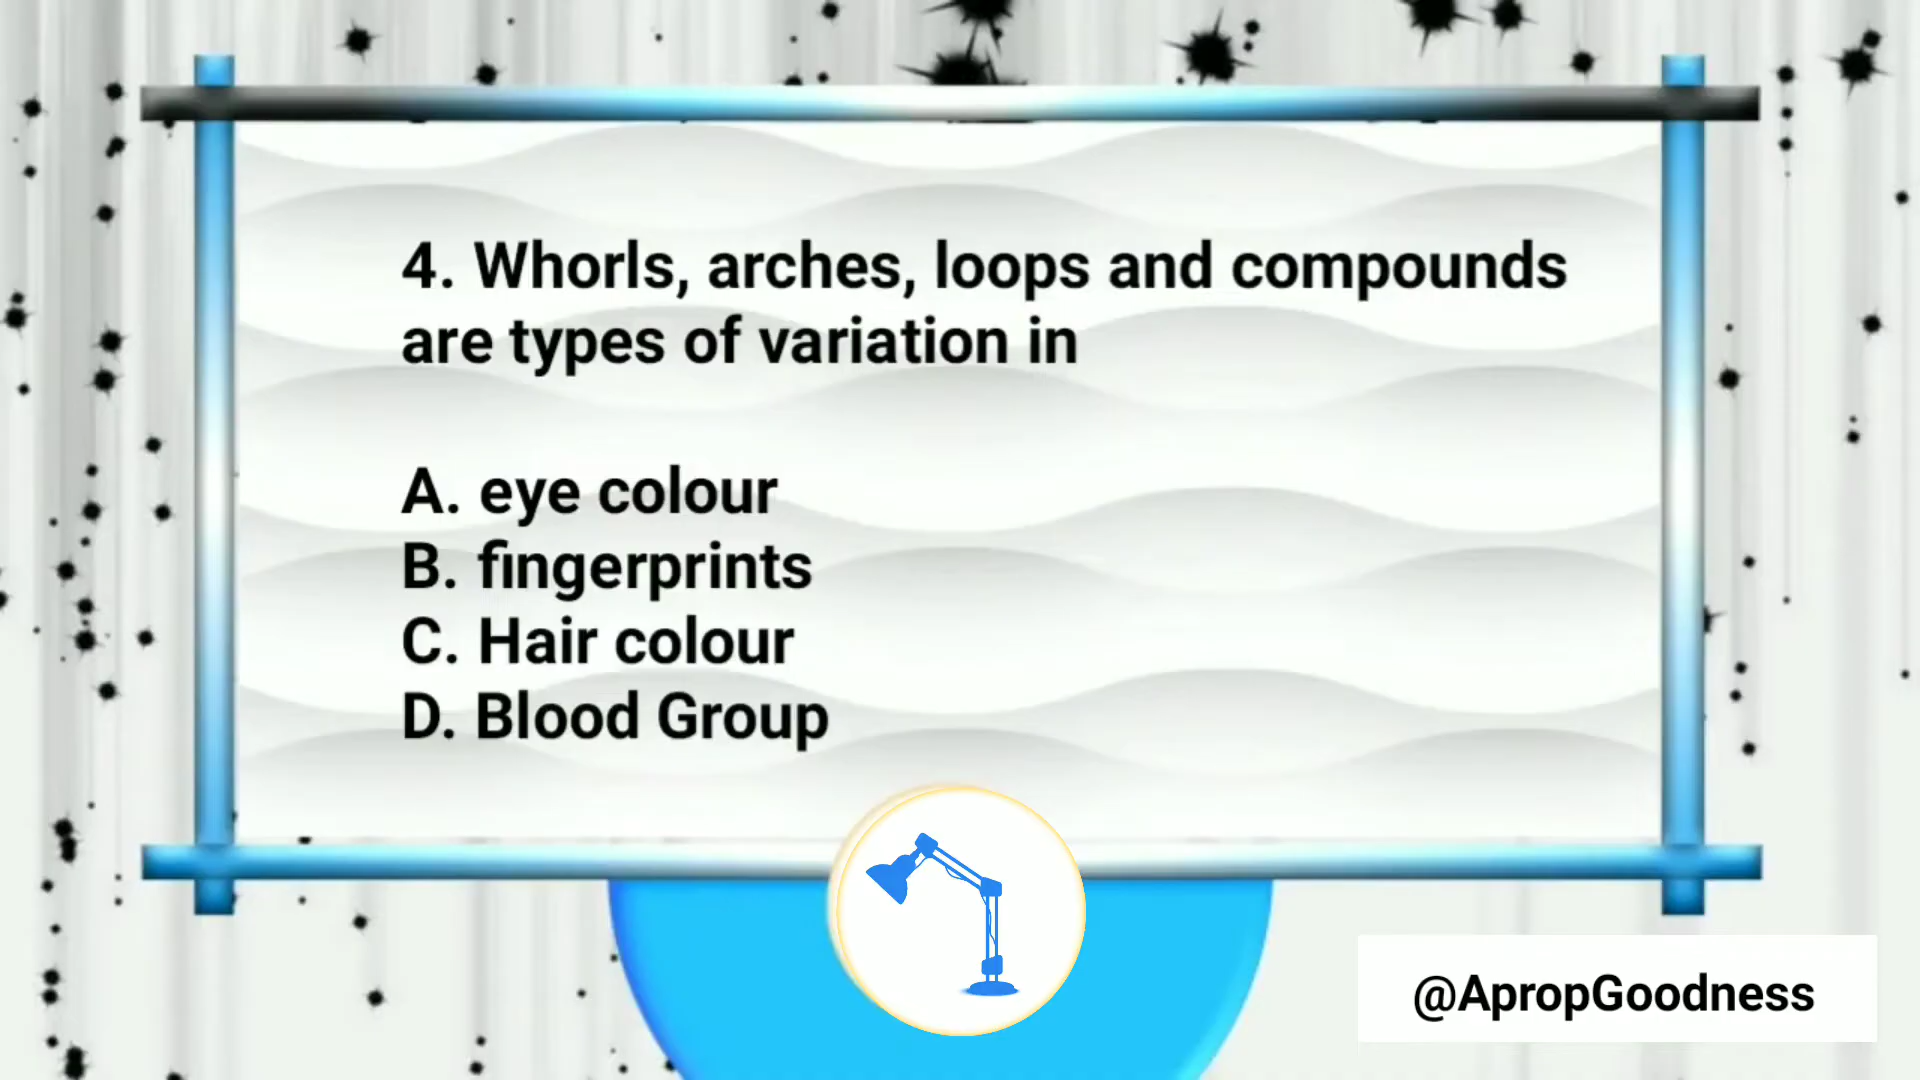 4. Whorls, arches, loops and compounds
are types of variation in
A. eye colour
B. fingerprints
C. Hair colour
D. Blood Group
@ApropGoodness